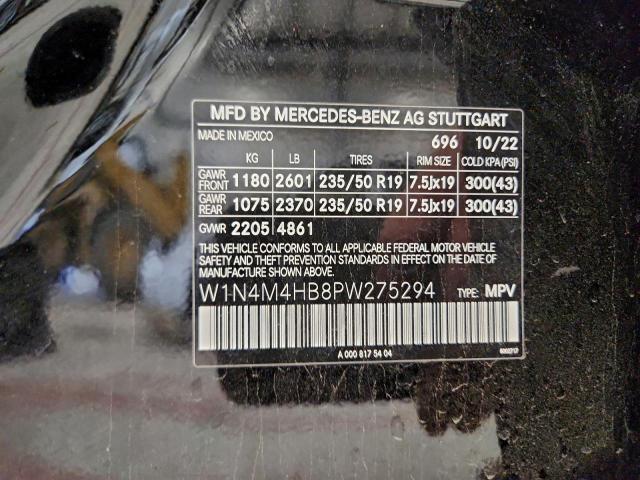 MFD BY MERCEDES-BENZ AG STUTTGART
MADE IN MEXICO 696 10/22
KG LB TIRES RIM SIZE COLD KPA(PSI)
GAWR FRONT 1180 2601 235/50 R19 7.5Jx19 300(43)
GAWR REAR 1075 2370 235/50 R19 7.5Jx19 300(43)
GVWR 2205 4861
THIS VEHICLE CONFORMS TO ALL APPLICABLE FEDERAL MOTOR VEHICLE
SAFETY AND THEFT PREVENTION STANDARDS IN EFFECT ON THE DATE OF
MANUFACTURE SHOWN ABOVE.
W1N4M4HB8PW275294 TYPE: MPV
A 000 817 54 04